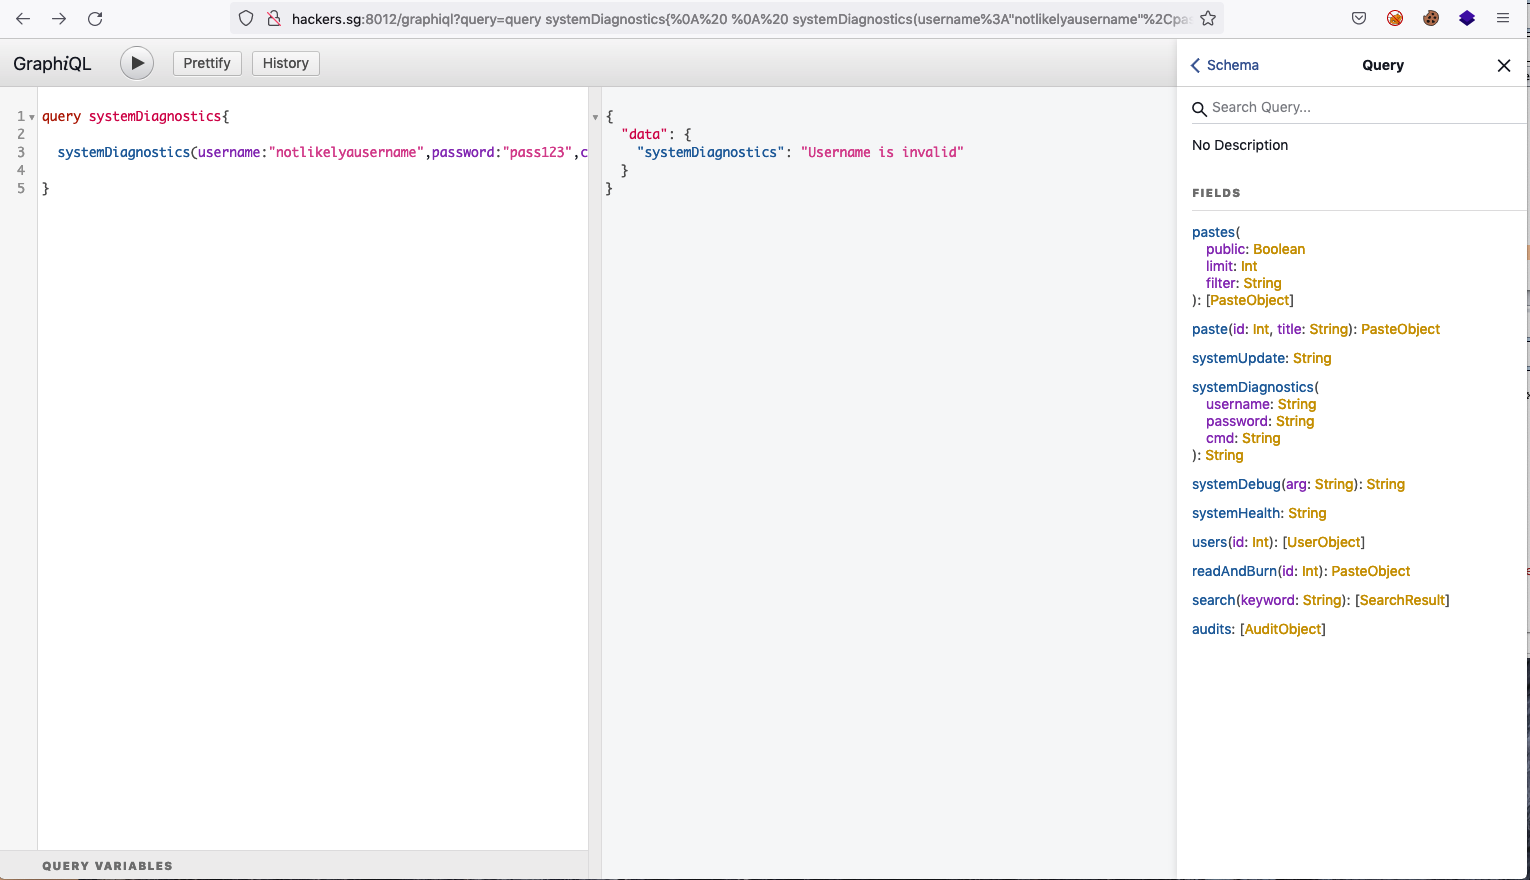 hackers.sg:8012/graphiql?query=query systemDiagnostics{%0A%20 %0A%20 systemDiagnostics(username%3A"notlikelyausername"%2Cpa
GraphiQL
Prettify
History
1 query systemDiagnostics{
2
3 systemDiagnostics(username:"notlikelyausername",password:"pass123",c
4
5 }
QUERY VARIABLES
{
"data": {
"systemDiagnostics": "Username is invalid"
}
}
Schema
Query
Search Query...
No Description
FIELDS
pastes(
public: Boolean
limit: Int
filter: String
): [PasteObject]
paste(id: Int, title: String): PasteObject
systemUpdate: String
systemDiagnostics(
username: String
password: String
cmd: String
): String
systemDebug(arg: String): String
systemHealth: String
users(id: Int): [UserObject]
readAndBurn(id: Int): PasteObject
search(keyword: String): [SearchResult]
audits: [AuditObject]